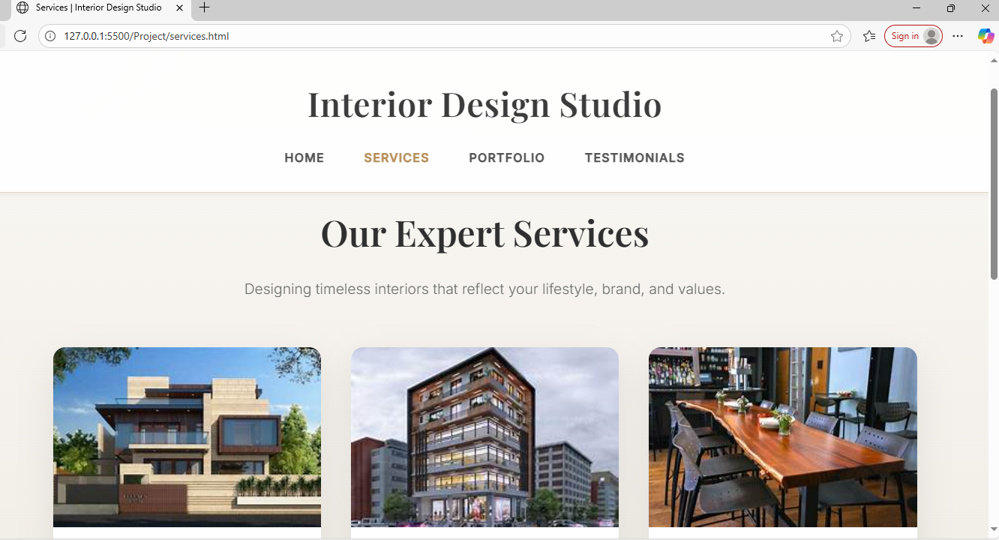 Services | Interior Design Studio
127.0.0.1:5500/Project/services.html
Sign in
Interior Design Studio
HOME SERVICES PORTFOLIO TESTIMONIALS
Our Expert Services
Designing timeless interiors that reflect your lifestyle, brand, and values.